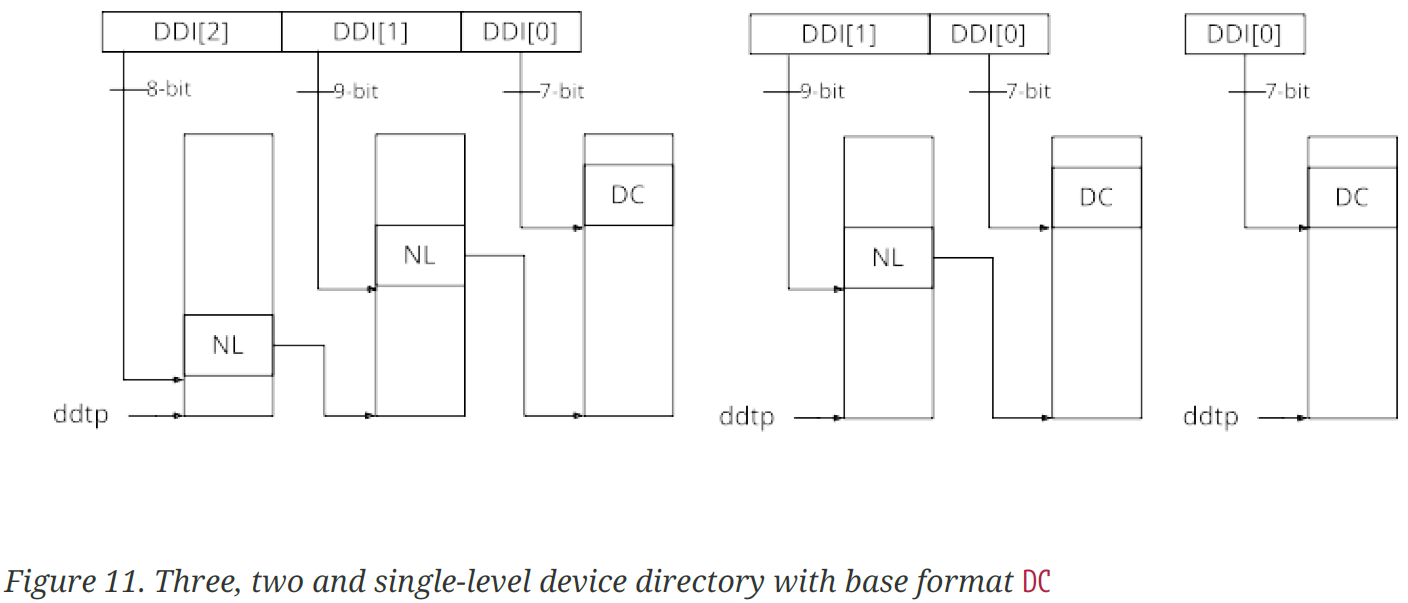 DDI[2] DDI[1] DDI[0] DDI[1] DDI[0] DDI[0]
8-bit 9-bit 7-bit 9-bit 7-bit 7-bit
DC DC DC
NL NL
NL
ddtp ddtp ddtp
Figure 11. Three, two and single-level device directory with base format DC